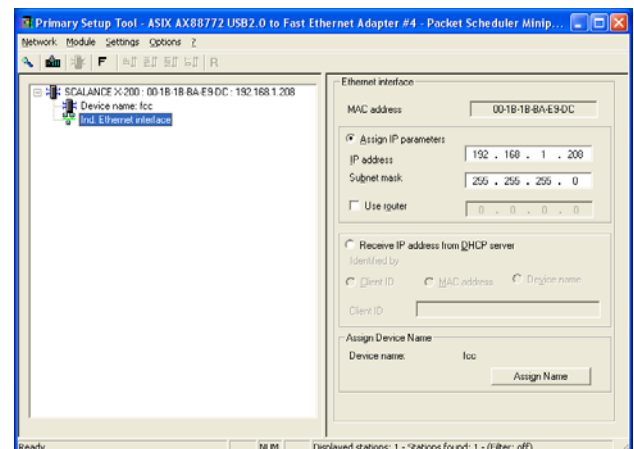 Primary Setup Tool - ASIX AX88772 USB2.0 to Fast Ethernet Adapter #4 - Packet Scheduler Minip...
Network Module Settings Options ?
F R
SCALANCE X-200 : 00-1B-1B-BA-E9-DC : 192.168.1.208
Device name: fcc
Ind. Ethernet interface
Ethernet interface
MAC address 00-1B-1B-BA-E9-DC
Assign IP parameters
IP address 192 . 168 . 1 . 208
Subnet mask 255 . 255 . 255 . 0
Use router 0 . 0 . 0 . 0
Receive IP address from DHCP server
Identified by
Client ID MAC address Device name
Client ID
Assign Device Name
Device name: fcc
Assign Name
Ready NUM Displayed stations: 1 - Stations found: 1 - (Filter: off)